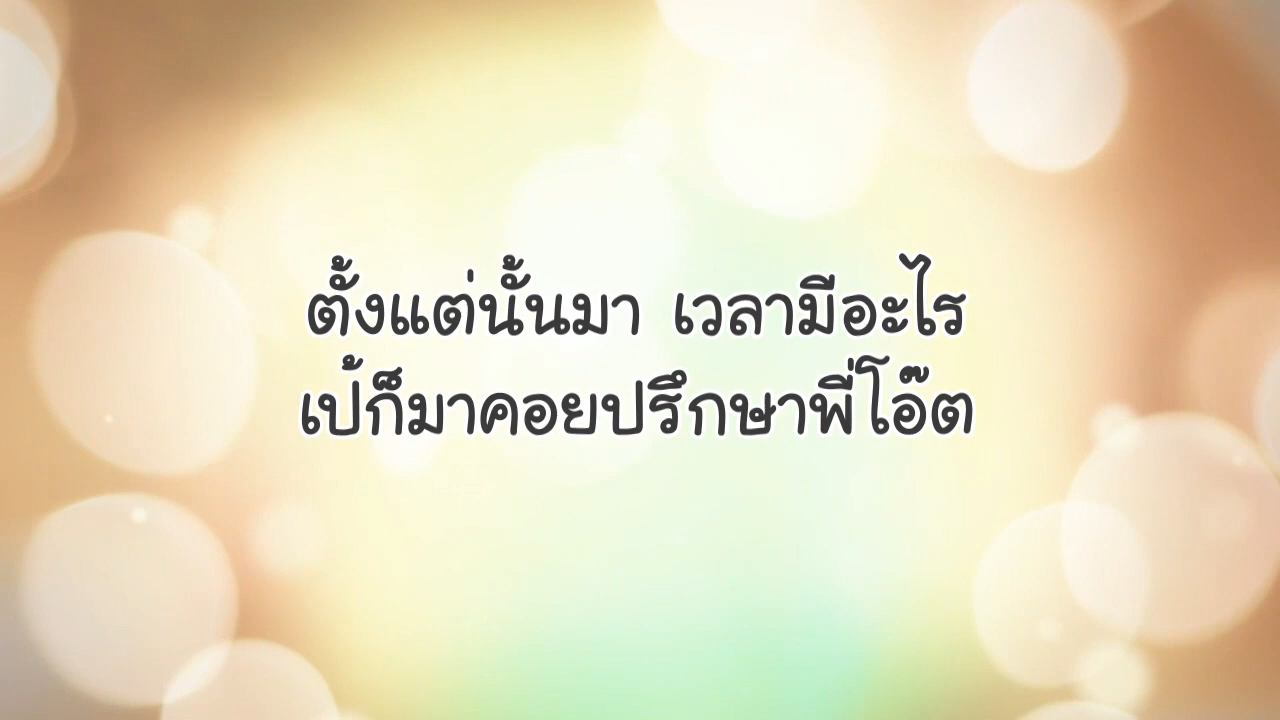 ตั้งแต่นั้นมา เวลามีอะไร
เป้ก็มาคอยปรึกษาพี่โอ๊ต